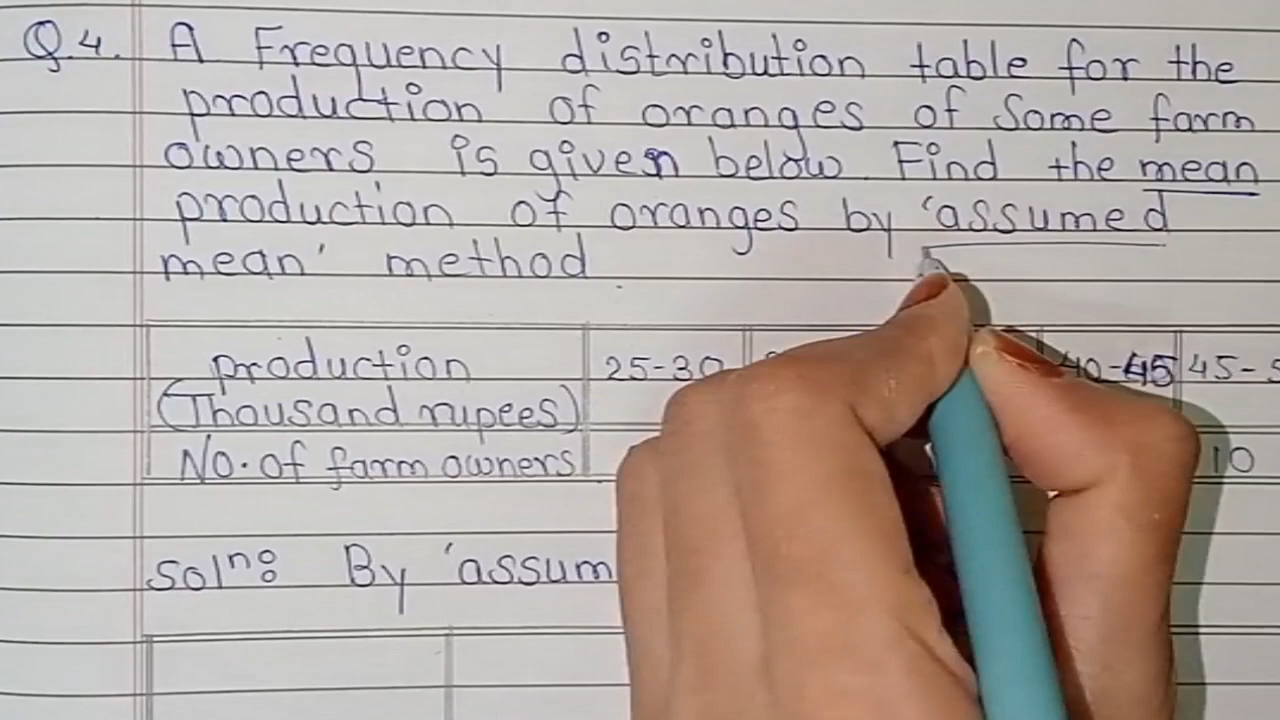 Q.4. A Frequency distribution table for the
production of oranges of Some farm
owners is given below. Find the mean
production of oranges by 'assumed
mean' method
production 25-30 40-45 45-
(Thousand rupees)
No. of farm owners 10
Soln: By